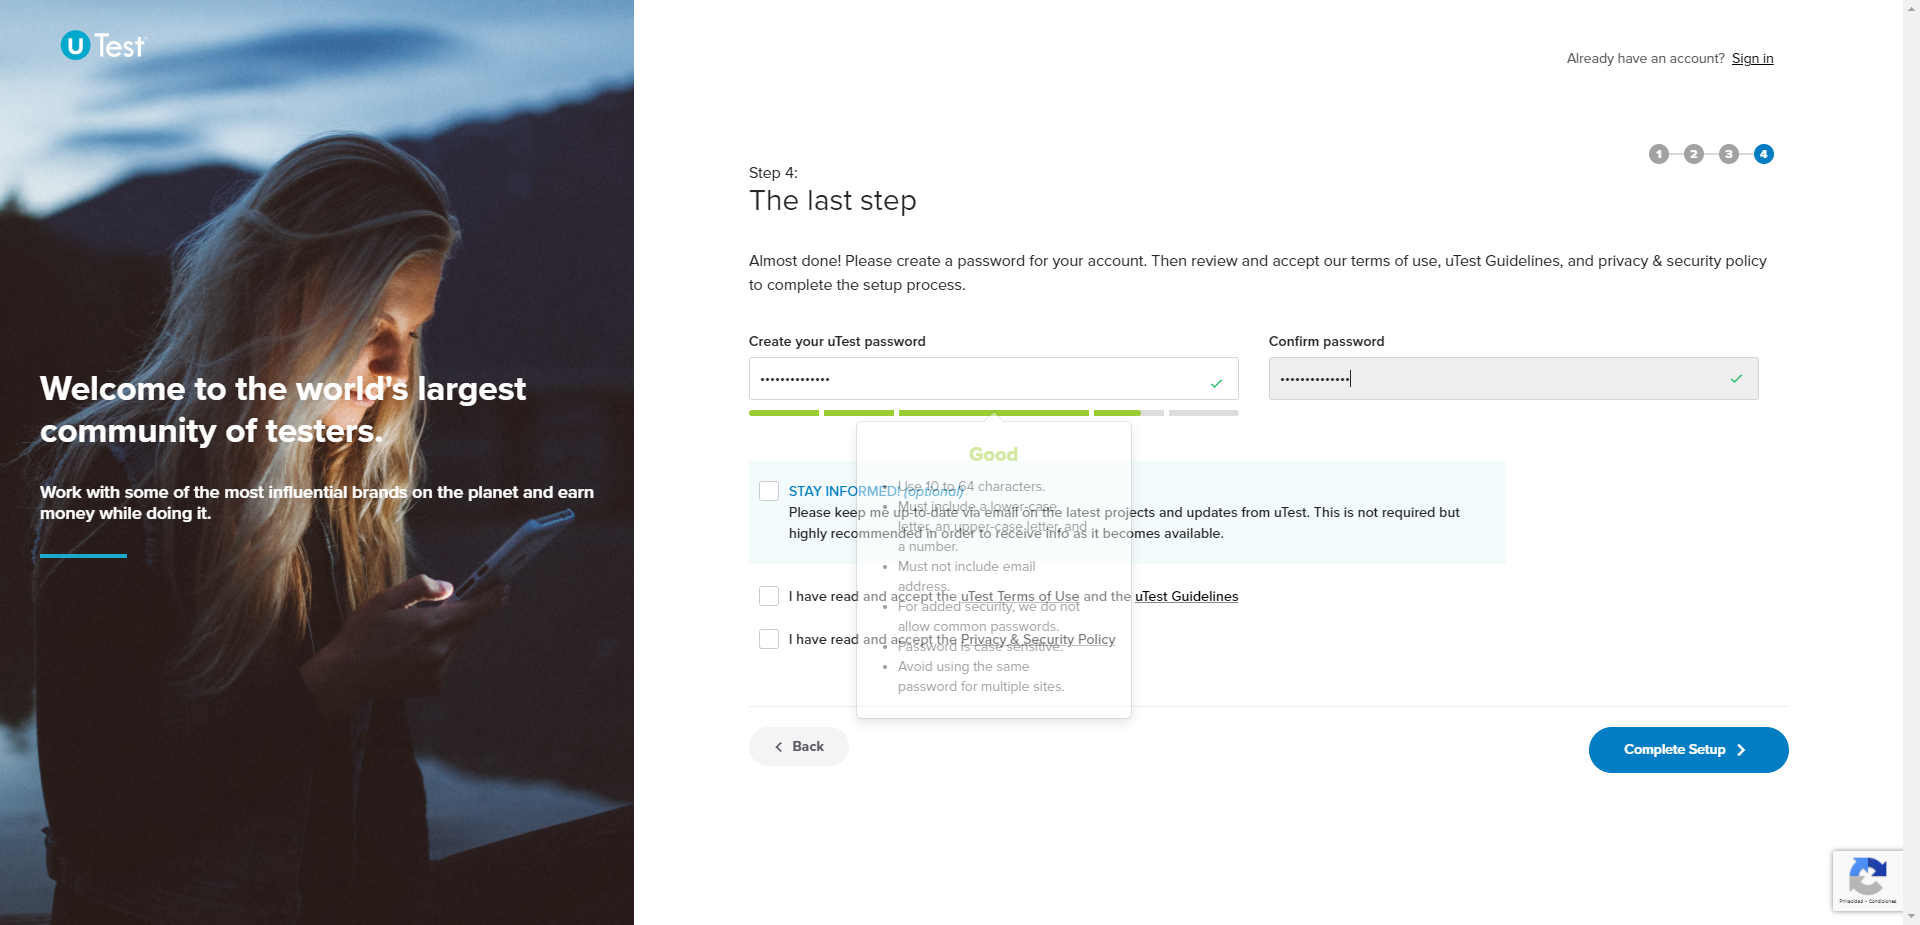 U Test
Already have an account? Sign in
1 2 3 4
Step 4:
The last step
Almost done! Please create a password for your account. Then review and accept our terms of use, uTest Guidelines, and privacy & security policy
to complete the setup process.
Create your uTest password
Confirm password
••••••••••••••
••••••••••••••
Welcome to the world's largest
community of testers.
Work with some of the most influential brands on the planet and earn
money while doing it.
Good
Use 10 to 64 characters.
Must include a lower-case
letter, an upper-case letter, and
a number.
Must not include email
address.
For added security, we do not
allow common passwords.
Password is case sensitive.
Avoid using the same
password for multiple sites.
STAY INFORMED! (optional)
Please keep me up-to-date via email on the latest projects and updates from uTest. This is not required but
highly recommended in order to receive info as it becomes available.
I have read and accept the uTest Terms of Use and the uTest Guidelines
I have read and accept the Privacy & Security Policy
Back
Complete Setup
Privacidad - Condiciones